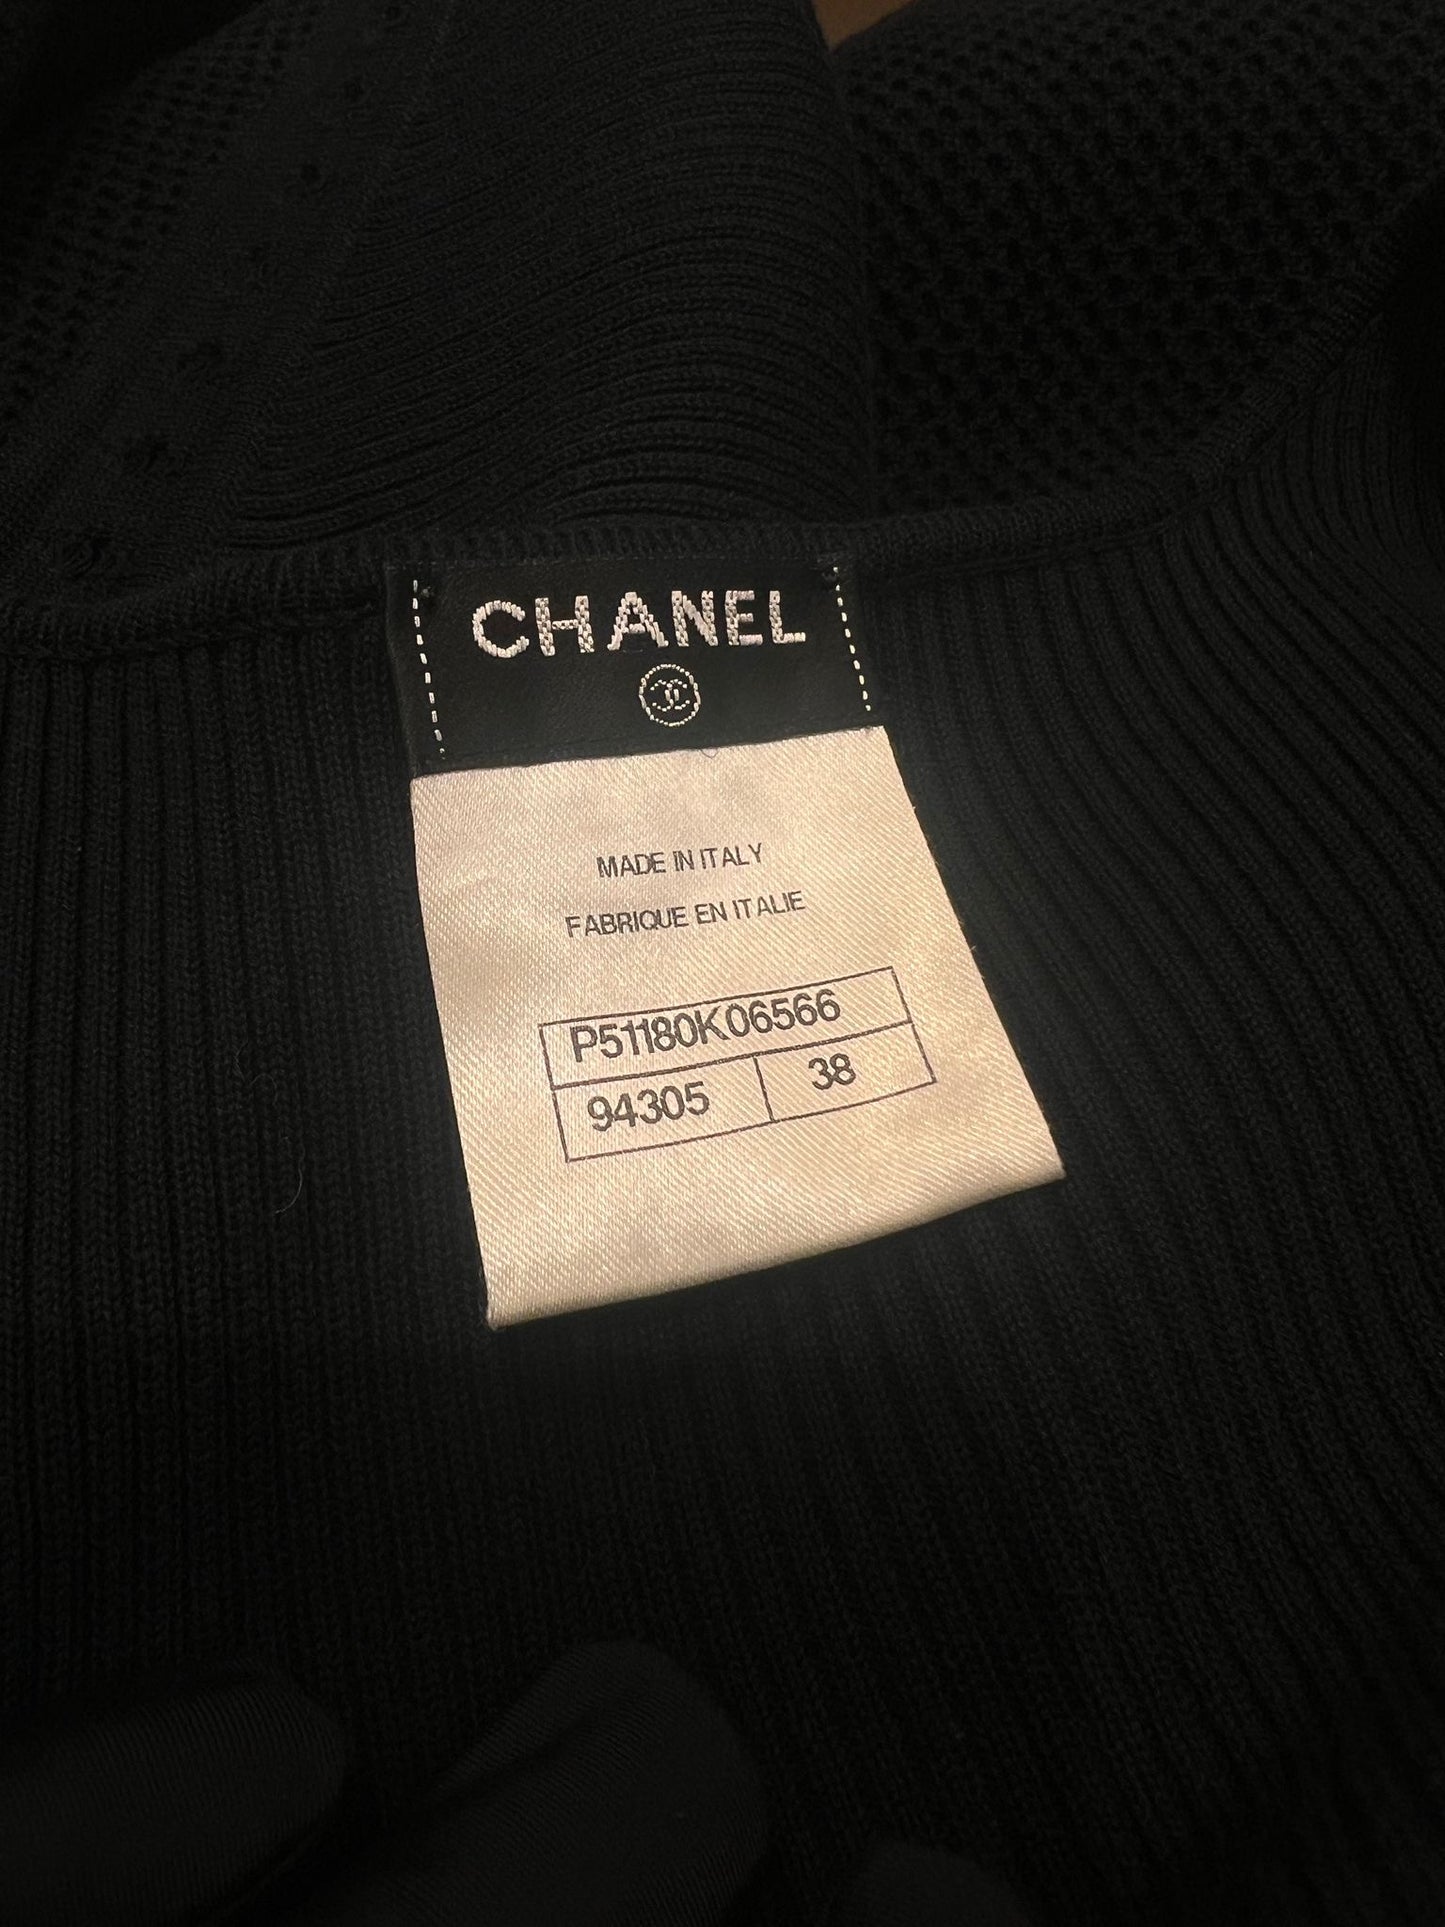 CHANEL
MADE IN ITALY
FABRIQUE EN ITALIE
P51180K06566
94305 38